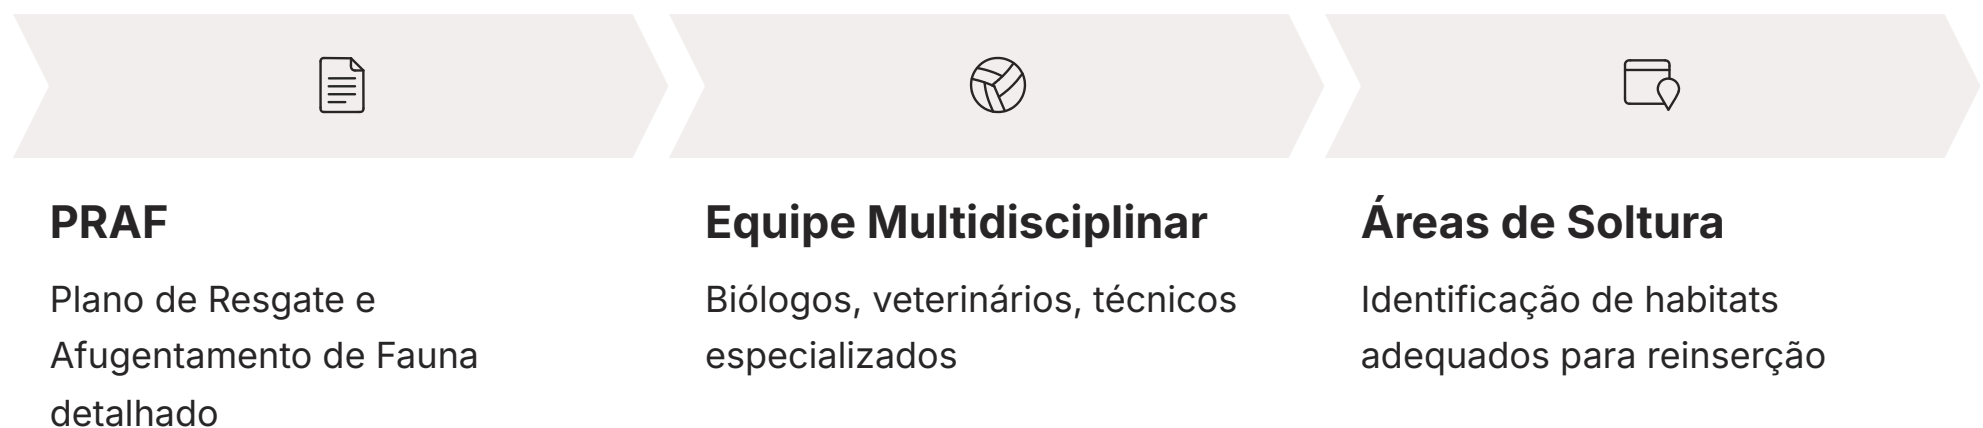 PRAF
Plano de Resgate e
Afugentamento de Fauna
detalhado
Equipe Multidisciplinar
Biólogos, veterinários, técnicos
especializados
Áreas de Soltura
Identificação de habitats
adequados para reinserção